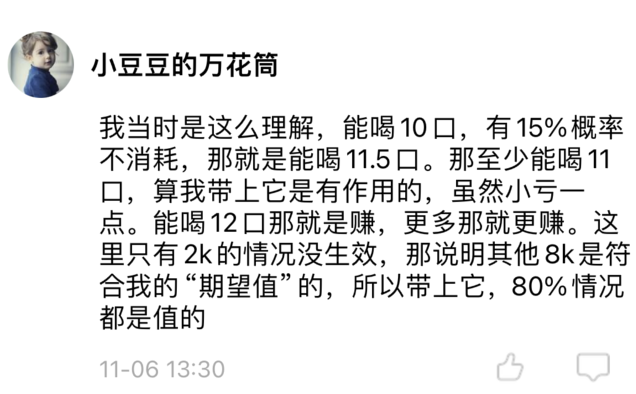 小豆豆的万花筒
我当时是这么理解，能喝10口，有15%概率
不消耗，那就是能喝11.5口。那至少能喝11
口，算我带上它是有作用的，虽然小亏一
点。能喝12口那就是赚，更多那就更赚。这
里只有2k的情况没生效，那说明其他8k是符
合我的“期望值”的，所以带上它，80%情况
都是值的
11-06 13:30